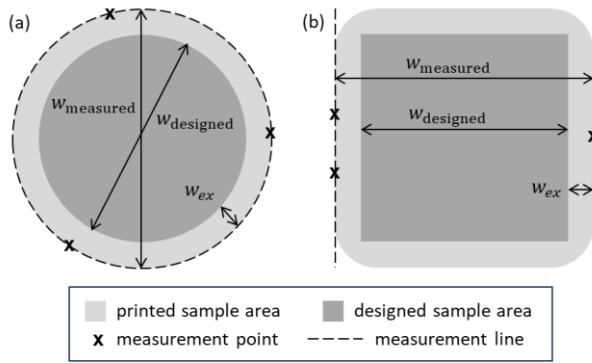 (a)
w_measured
w_designed
w_ex
x
x
x
(b)
w_measured
w_designed
w_ex
x
x
x
printed sample area designed sample area
x measurement point measurement line